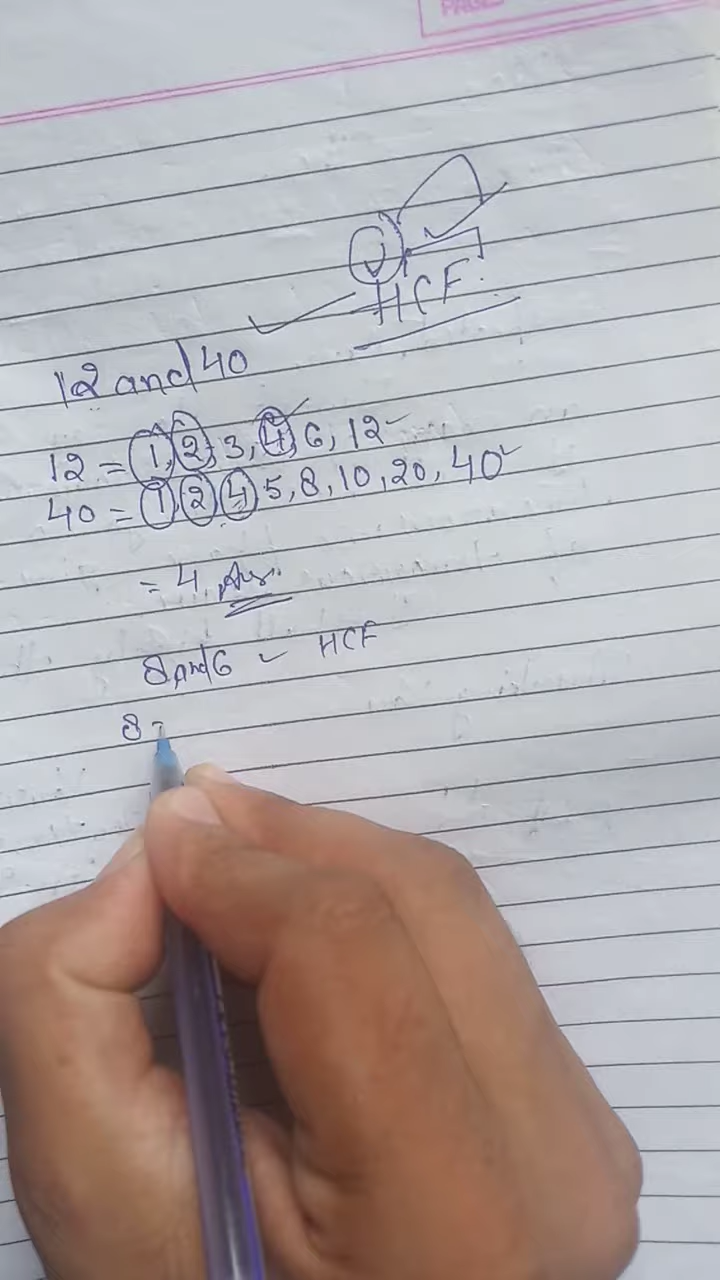 HCF.
12 and 40
12 = 1, 2, 3, 4, 6, 12
40 = 1 2 4 5, 8, 10, 20, 40
= 4 Ans.
8 and 6 HCF
8 =